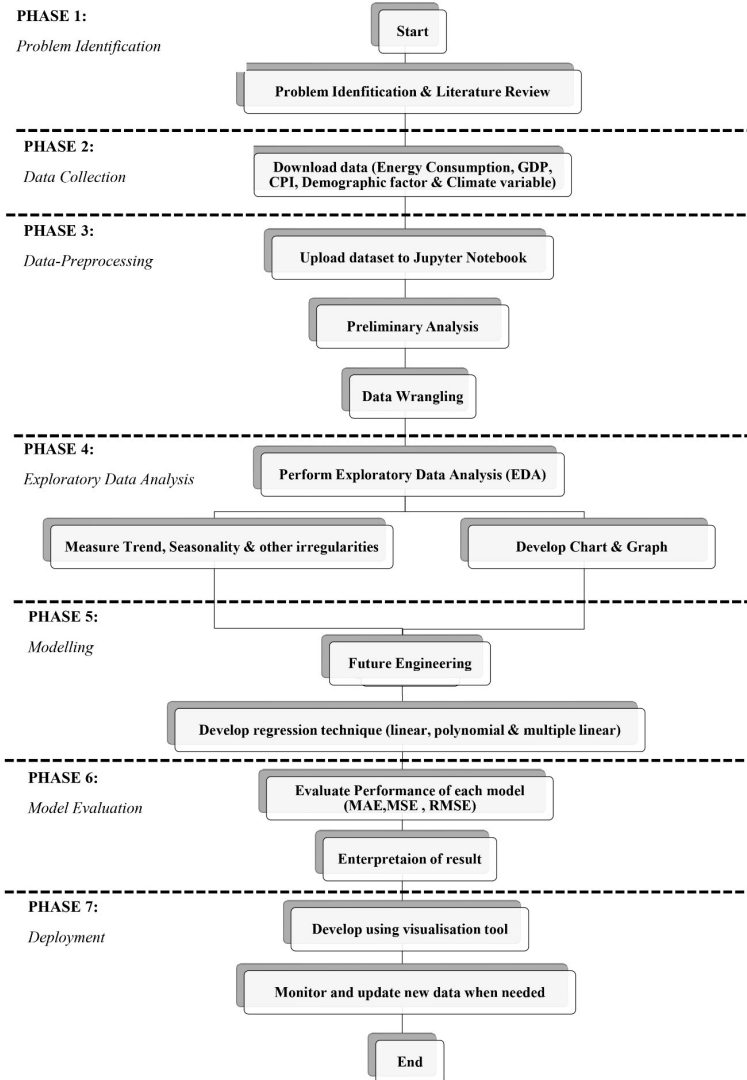 PHASE 1:
Problem Identification
Start
Problem Idenfitication & Literature Review
PHASE 2:
Data Collection
Download data (Energy Consumption, GDP,
CPI, Demographic factor & Climate variable)
PHASE 3:
Data-Preprocessing
Upload dataset to Jupyter Notebook
Preliminary Analysis
Data Wrangling
PHASE 4:
Exploratory Data Analysis
Perform Exploratory Data Analysis (EDA)
Measure Trend, Seasonality & other irregularities
Develop Chart & Graph
PHASE 5:
Modelling
Future Engineering
Develop regression technique (linear, polynomial & multiple linear)
PHASE 6:
Model Evaluation
Evaluate Performance of each model
(MAE,MSE , RMSE)
Enterpretaion of result
PHASE 7:
Deployment
Develop using visualisation tool
Monitor and update new data when needed
End